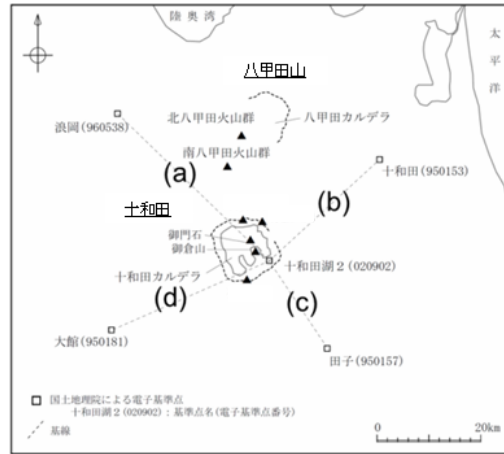 陸奥湾
太平洋
八甲田山
北八甲田火山群
八甲田カルデラ
浪岡(960538)
南八甲田火山群
十和田(950153)
(a)
(b)
十和田
御門石
御倉山
十和田湖2(020902)
十和田カルデラ
(d)
(c)
大館(950181)
田子(950157)
国土地理院による電子基準点
十和田湖2(020902):基準点名(電子基準点番号)
基線
0 20km